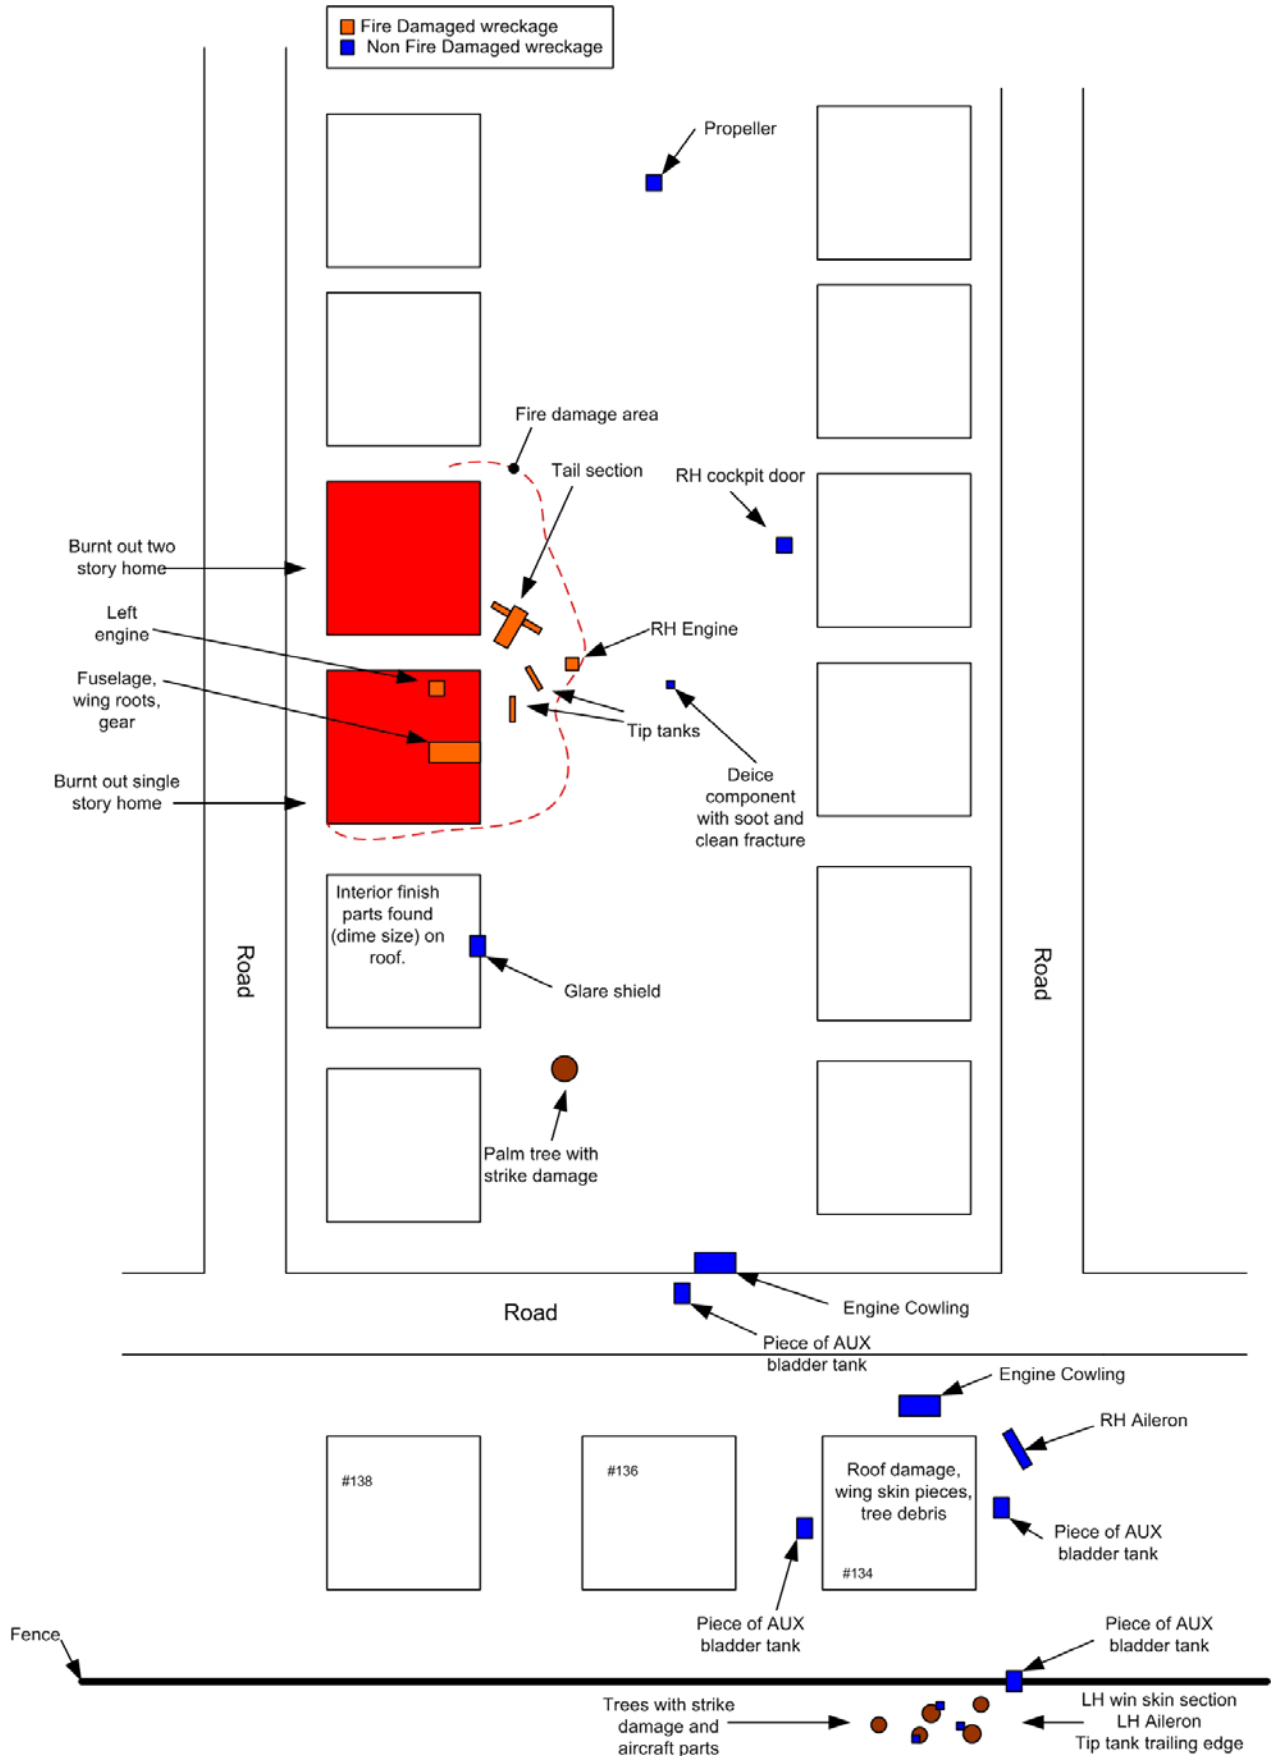 Fire Damaged wreckage
Non Fire Damaged wreckage
Propeller
Fire damage area
Tail section
RH cockpit door
Burnt out two
story home
Left
engine
RH Engine
Fuselage,
wing roots,
gear
Tip tanks
Burnt out single
story home
Deice
component
with soot and
clean fracture
Interior finish
parts found
(dime size) on
roof.
Road
Road
Glare shield
Palm tree with
strike damage
Road
Engine Cowling
Piece of AUX
bladder tank
Engine Cowling
RH Aileron
#138
#136
Roof damage,
wing skin pieces,
tree debris
#134
Piece of AUX
bladder tank
Piece of AUX
bladder tank
Fence
Piece of AUX
bladder tank
Trees with strike
damage and
aircraft parts
LH win skin section
LH Aileron
Tip tank trailing edge